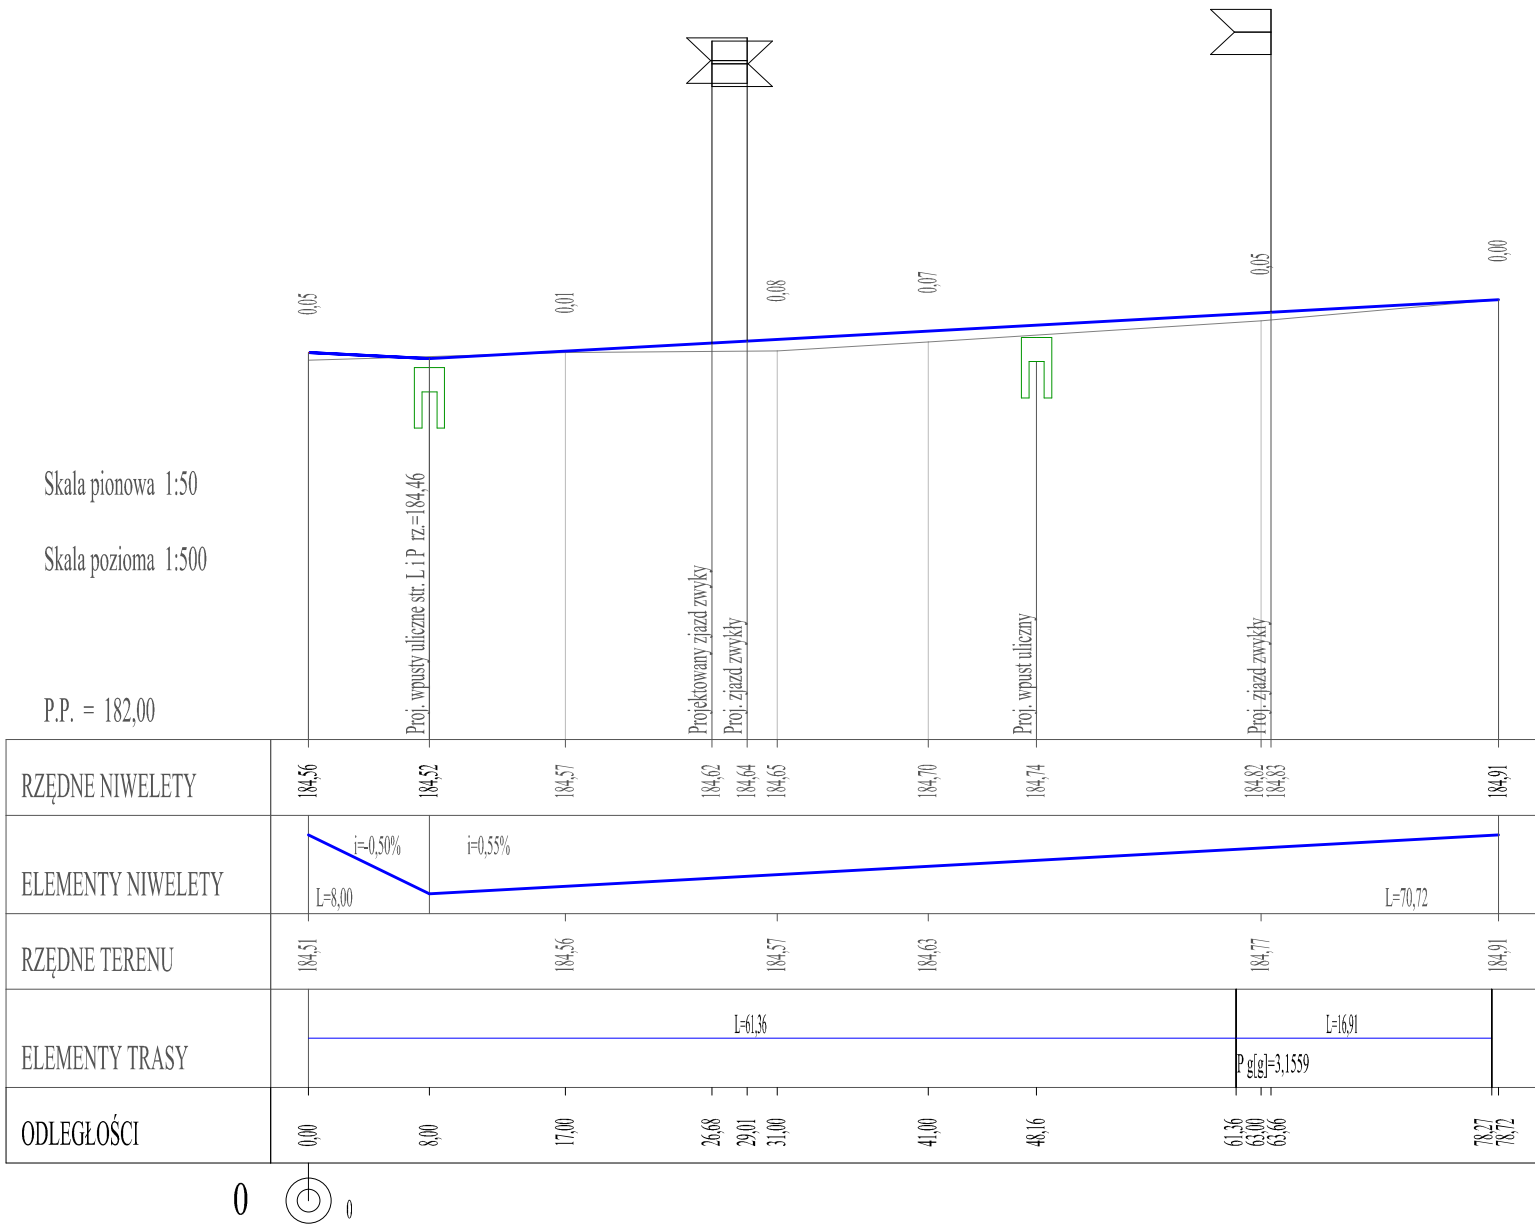 0,05
0,01
0,08
0,07
0,05
0,00
Skala pionowa 1:50
Skala pozioma 1:500
P.P. = 182,00
Proj. wpusty uliczne str. L i P rz.=184,46
Projektowany zjazd zwyky
Proj. zjazd zwykły
Proj. wpust uliczny
Proj. zjazd zwykły
RZĘDNE NIWELETY
184,56
184,52
184,57
184,62
184,64
184,65
184,70
184,74
184,82
184,83
184,91
ELEMENTY NIWELETY
i=-0,50%
L=8,00
i=0,55%
L=70,72
RZĘDNE TERENU
184,51
184,56
184,57
184,63
184,77
184,91
ELEMENTY TRASY
L=61,36
L=16,91
P g[g]=3,1559
ODLEGŁOŚCI
0,00
8,00
17,00
26,68
29,01
31,00
41,00
48,16
61,36
63,00
63,66
78,27
78,72
0
0